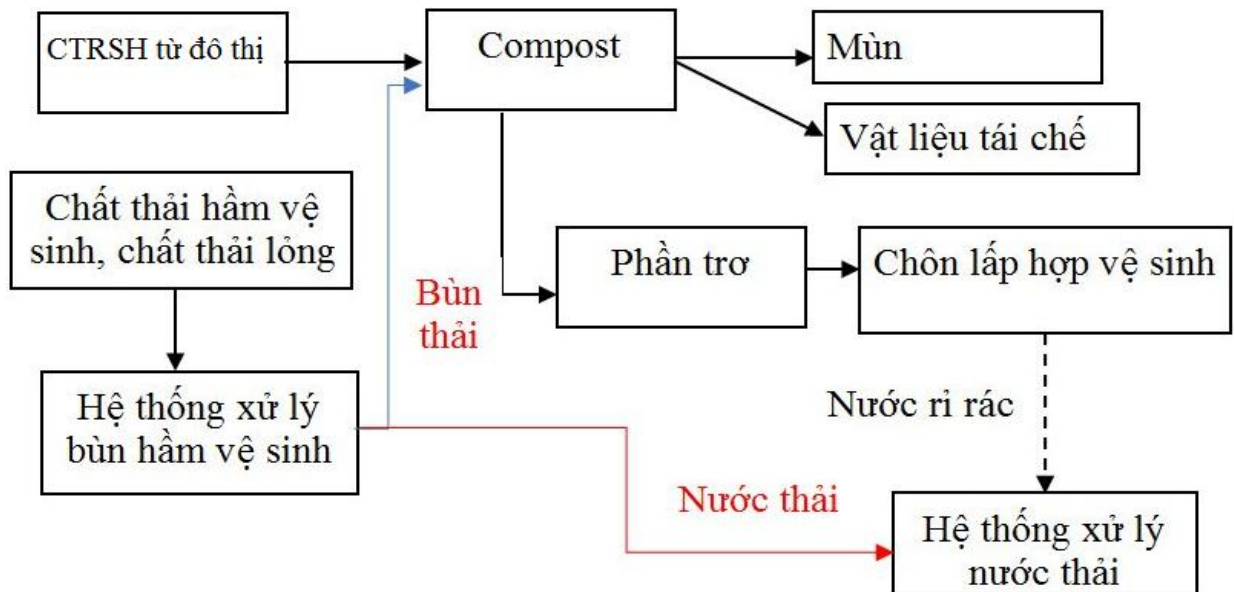 CTRSH từ đô thị
Compost
Mùn
Vật liệu tái chế
Chất thải hầm vệ
sinh, chất thải lỏng
Phần trơ
Chôn lấp hợp vệ sinh
Bùn
thải
Hệ thống xử lý
bùn hầm vệ sinh
Nước rỉ rác
Nước thải
Hệ thống xử lý
nước thải